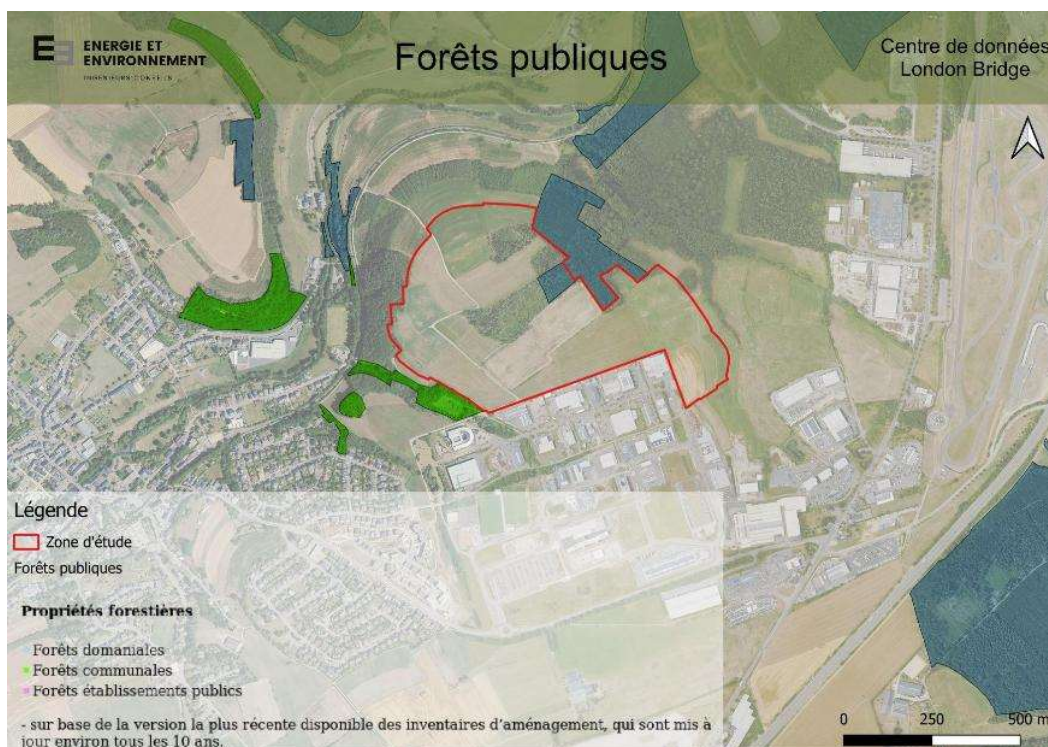 ENERGIE ET
ENVIRONNEMENT
INGÉNIEURS-CONSEILS
Forêts publiques
Centre de données
London Bridge
Légende
Zone d'étude
Forêts publiques
Propriétés forestières
Forêts domaniales
Forêts communales
Forêts établissements publics
- sur base de la version la plus récente disponible des inventaires d'aménagement, qui sont mis à
jour environ tous les 10 ans.
0 250 500 m